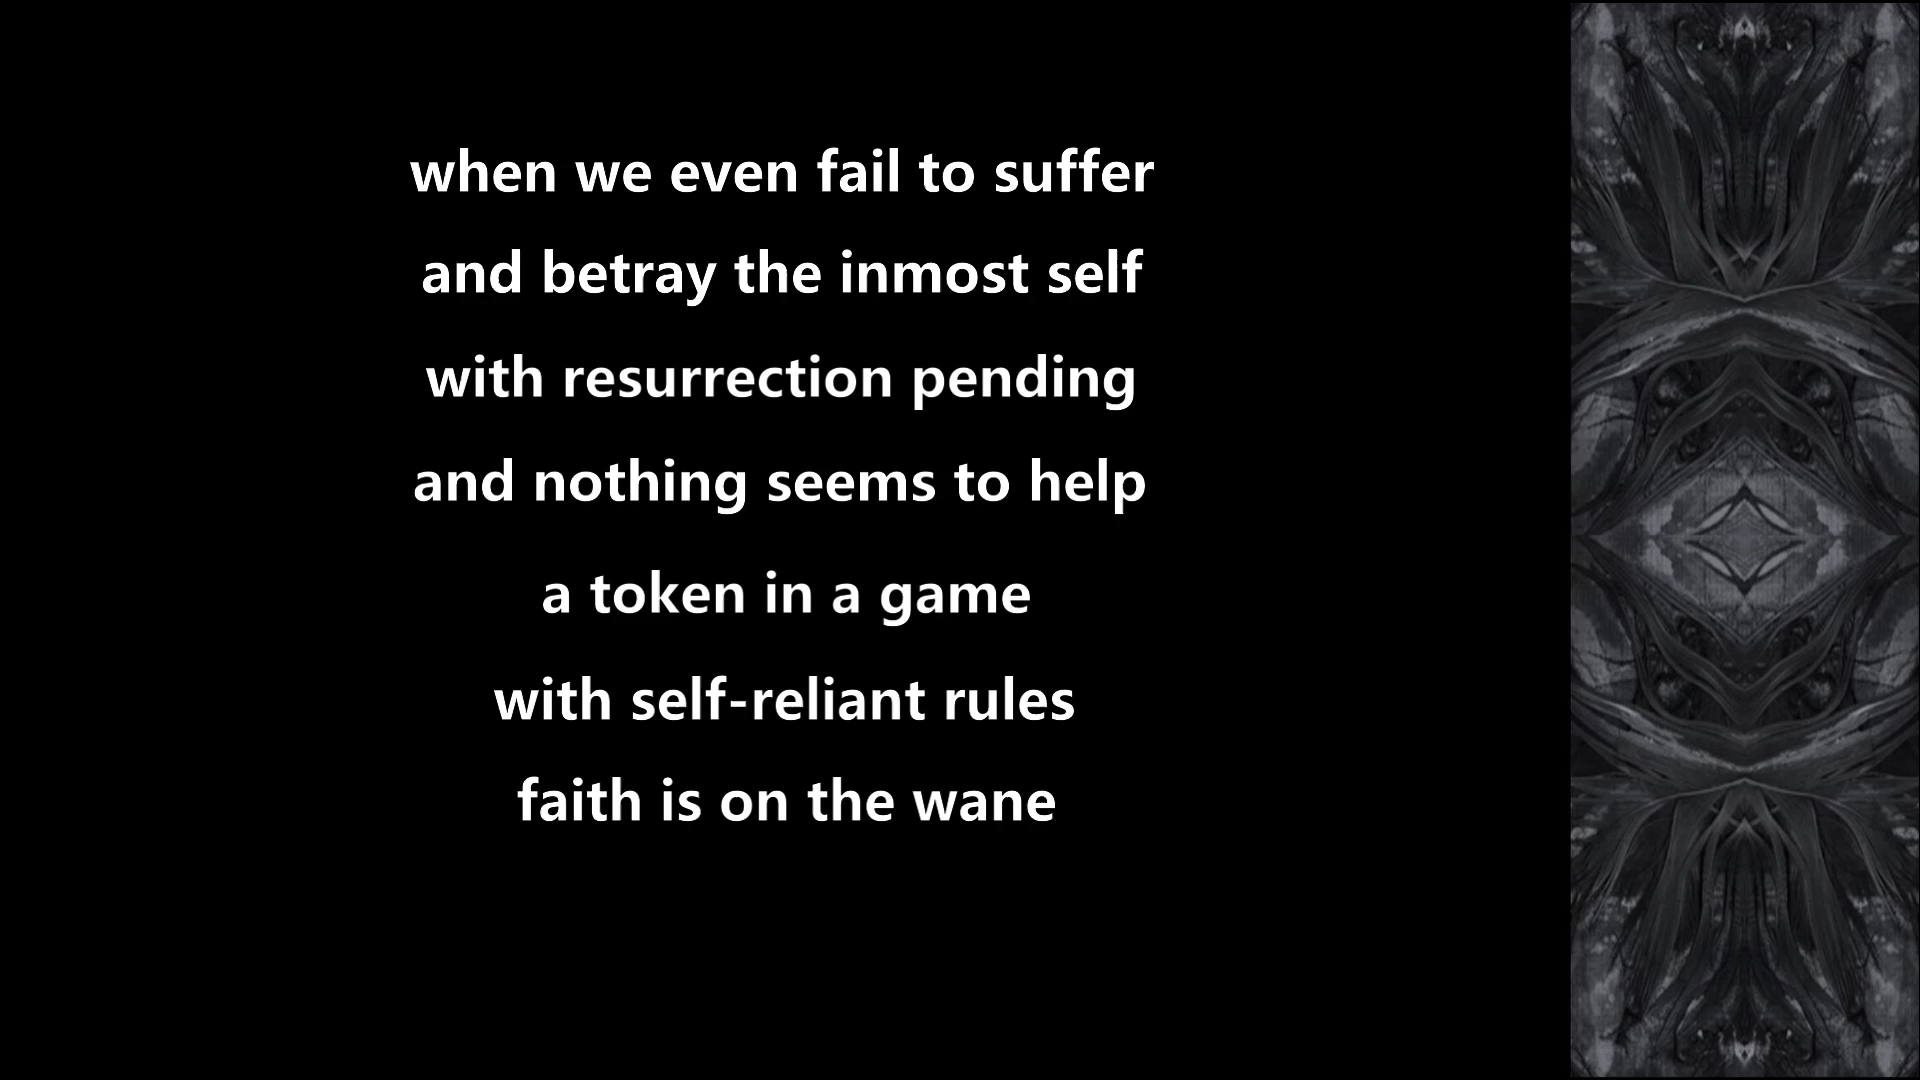 when we even fail to suffer
and betray the inmost self
with resurrection pending
and nothing seems to help
a token in a game
with self-reliant rules
faith is on the wane